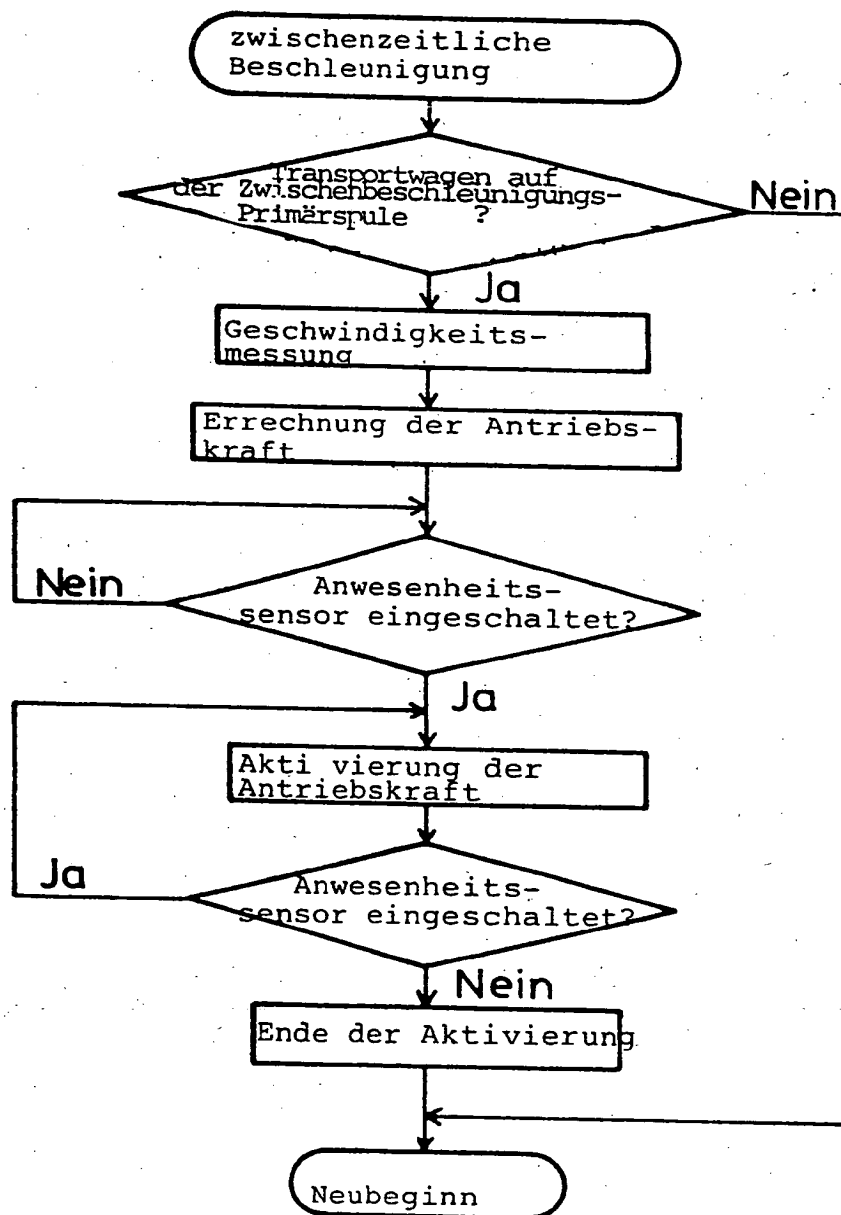 zwischenzeitliche
Beschleunigung
Transportwagen auf
der Zwischenbeschleunigungs-
Primärspule ?
Nein
Ja
Geschwindigkeits-
messung
Errechnung der Antriebs-
kraft
Nein
Anwesenheits-
sensor eingeschaltet?
Ja
Akti vierung der
Antriebskraft
Ja
Anwesenheits-
sensor eingeschaltet?
Nein
Ende der Aktivierung
Neubeginn